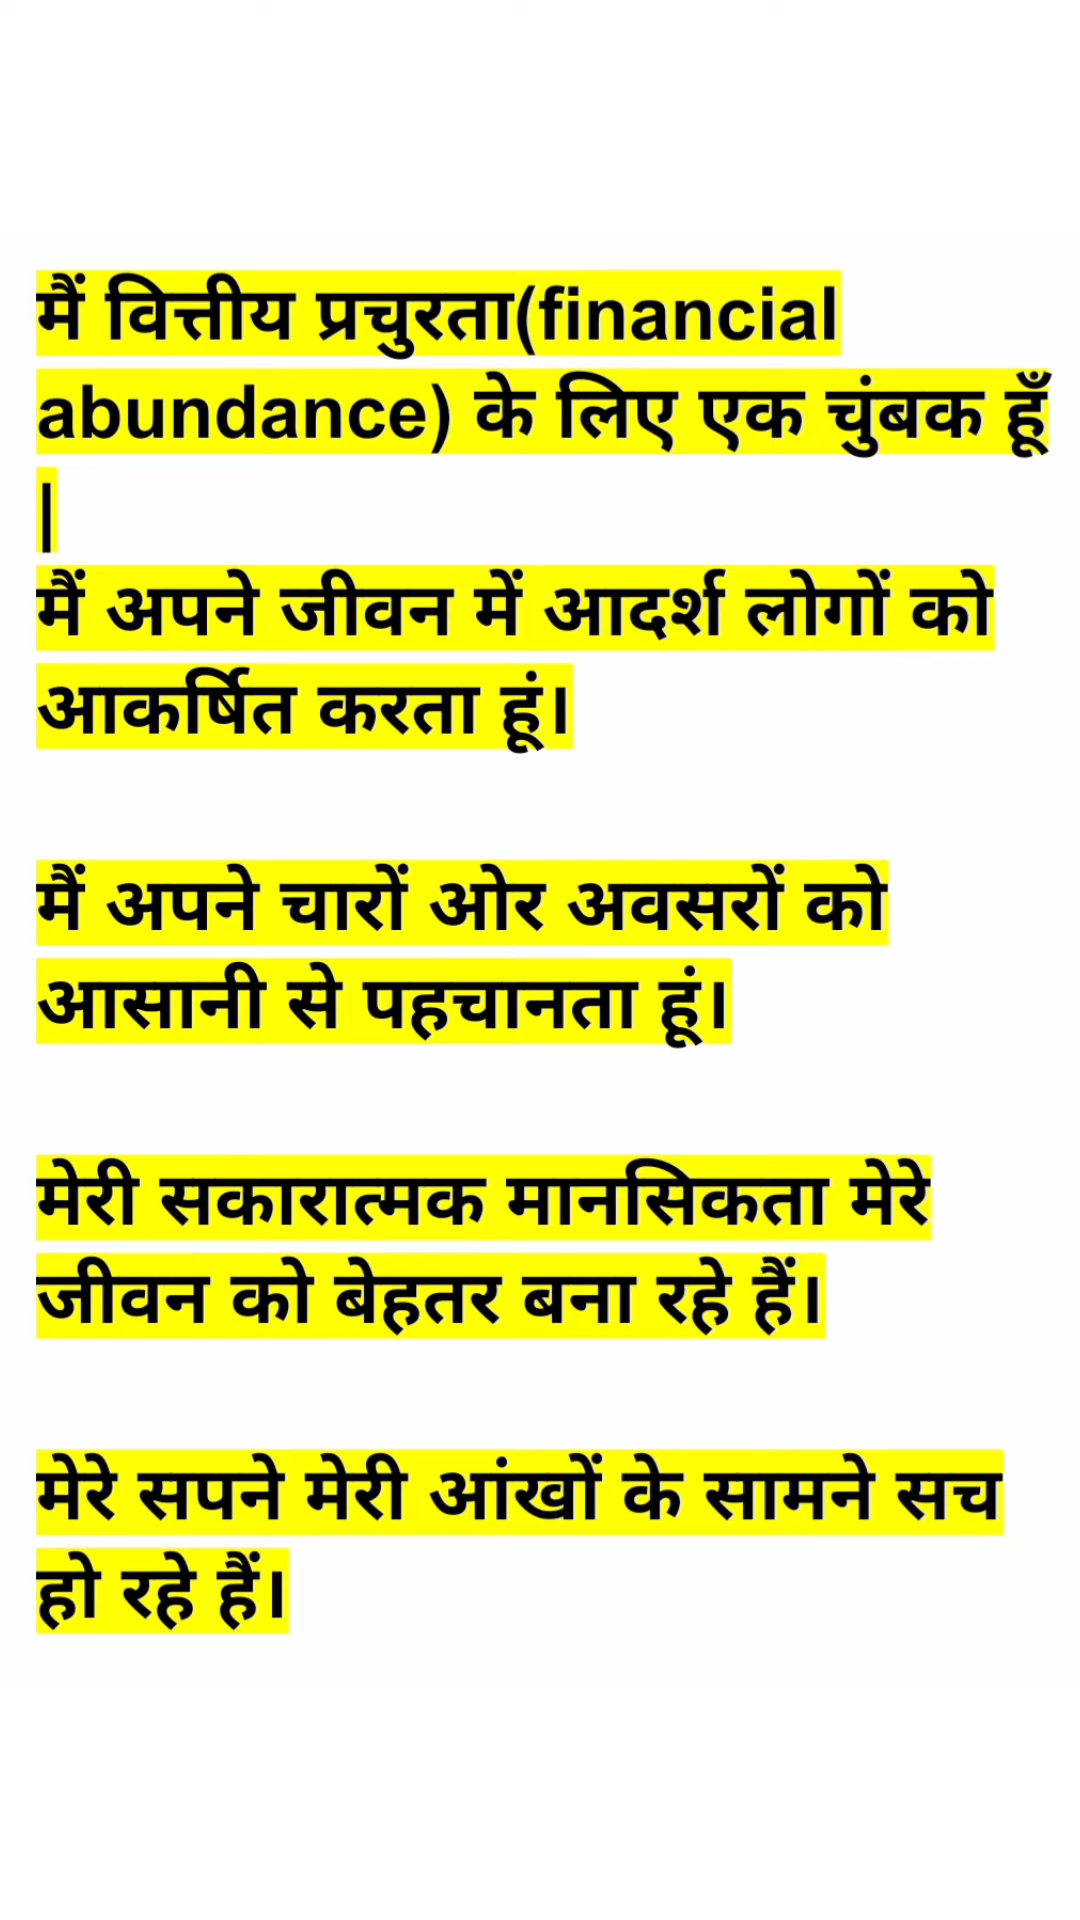 मैं वित्तीय प्रचुरता(financial
abundance) के लिए एक चुंबक हूँ
|
मैं अपने जीवन में आदर्श लोगों को
आकर्षित करता हूं।
मैं अपने चारों ओर अवसरों को
आसानी से पहचानता हूं।
मेरी सकारात्मक मानसिकता मेरे
जीवन को बेहतर बना रहे हैं।
मेरे सपने मेरी आंखों के सामने सच
हो रहे हैं।